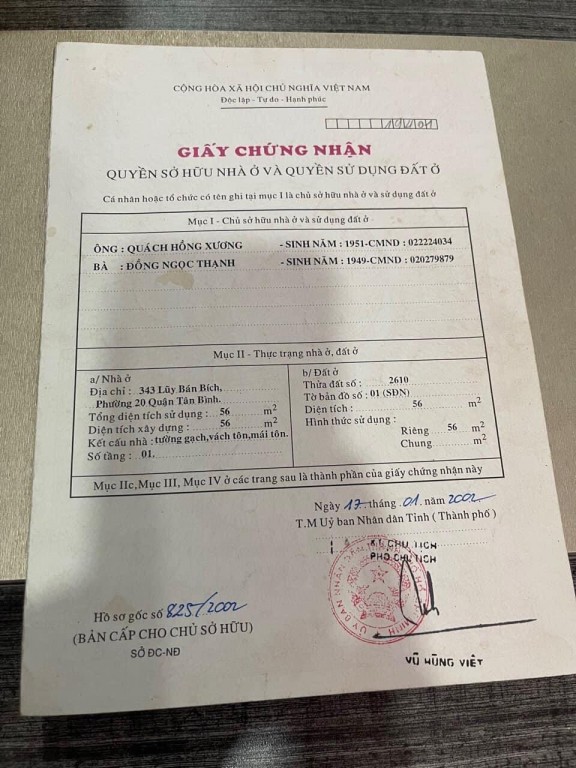 CỘNG HÒA XÃ HỘI CHỦ NGHĨA VIỆT NAM
Độc lập - Tự do - Hạnh phúc
GIẤY CHỨNG NHẬN
QUYỀN SỞ HỮU NHÀ Ở VÀ QUYỀN SỬ DỤNG ĐẤT Ở
Cá nhân hoặc tổ chức có tên ghi tại mục I là chủ sở hữu nhà ở và sử dụng đất ở
Mục I - Chủ sở hữu nhà ở và sử dụng đất ở
ÔNG : QUÁCH HỒNG XƯƠNG - SINH NĂM : 1951-CMND : 022224034
BÀ : ĐỒNG NGỌC THẠNH - SINH NĂM : 1949-CMND : 020279879
Mục II - Thực trạng nhà ở, đất ở
a/ Nhà ở
Địa chỉ : 343 Lũy Bán Bích,
Phường 20 Quận Tân Bình.
Tổng diện tích sử dụng : 56 m2
Diện tích xây dựng : 56 m2
Kết cấu nhà : tường gạch,vách tôn,mái tôn.
Số tầng : 01.
b/ Đất ở
Thửa đất số : 2610
Tờ bản đồ số : 01 (SĐN)
Diện tích : 56 m2
Hình thức sử dụng :
Riêng 56 m2
Chung m2
Mục IIc,Mục III, Mục IV ở các trang sau là thành phần của giấy chứng nhận này
Ngày 17 tháng 01 năm 2002
T.M Uỷ ban Nhân dân Tỉnh ( Thành phố )
KT. CHỦ TỊCH
PHÓ CHỦ TỊCH
Hồ sơ gốc số 825/2002
(BẢN CẤP CHO CHỦ SỞ HỮU)
SỞ ĐC-NĐ
VŨ HÙNG VIỆT